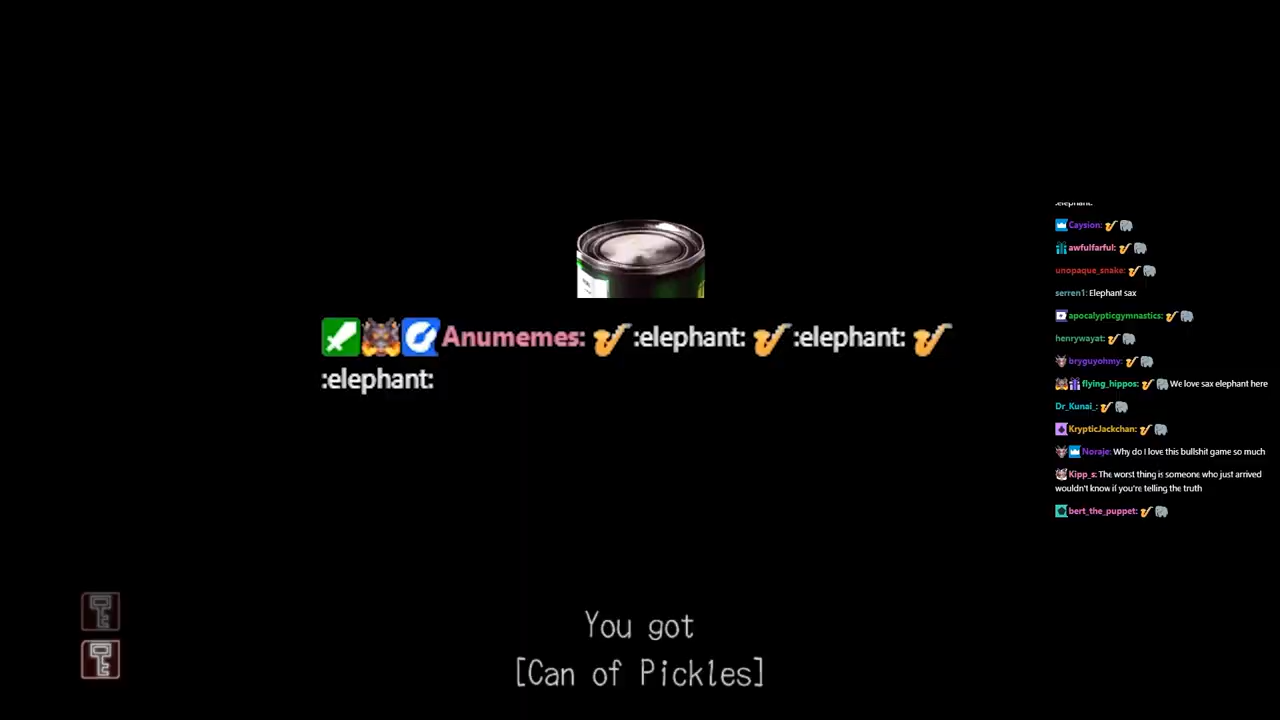 Anumemes: :elephant: :elephant:
:elephant:
You got
[Can of Pickles]
:elephant:
Caysion:
awfulfarful:
unopaque_snake:
serren1: Elephant sax
apocalypticgymnastics:
henrywayat:
bryguyohmy:
flying_hippos: We love sax elephant here
Dr_Kunai_:
KrypticJackchan:
Noraje: Why do I love this bullshit game so much
Kipp_s: The worst thing is someone who just arrived
wouldn't know if you're telling the truth
bert_the_puppet: